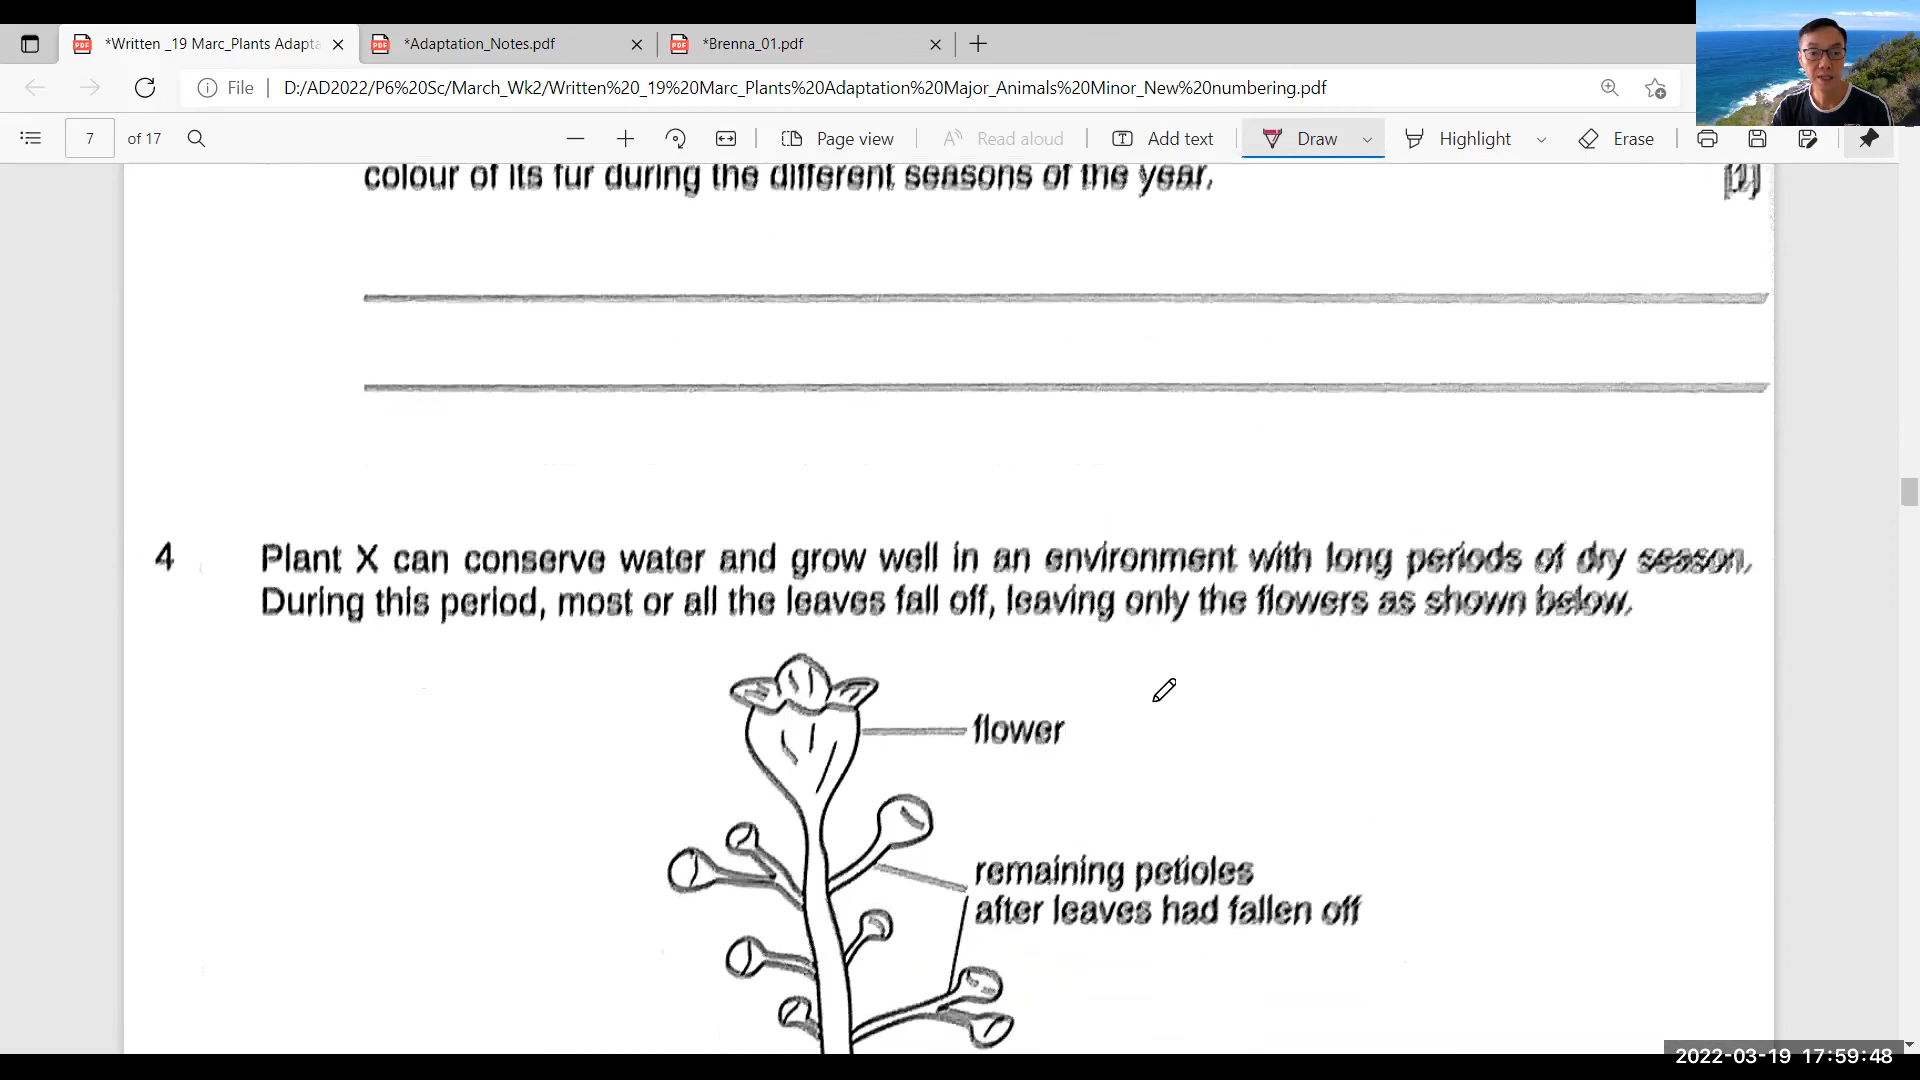 *Written _19 Marc_Plants Adapta
*Adaptation_Notes.pdf
*Brenna_01.pdf
File
D:/AD2022/P6%20Sc/March_Wk2/Written%20_19%20Marc_Plants%20Adaptation%20Major_Animals%20Minor_New%20numbering.pdf
7 of 17
Page view
Read aloud
Add text
Draw
Highlight
Erase
colour of its fur during the different seasons of the year. [1]
4 Plant X can conserve water and grow well in an environment with long periods of dry season.
During this period, most or all the leaves fall off, leaving only the flowers as shown below.
flower
remaining petioles
after leaves had fallen off
2022-03-19 17:59:48